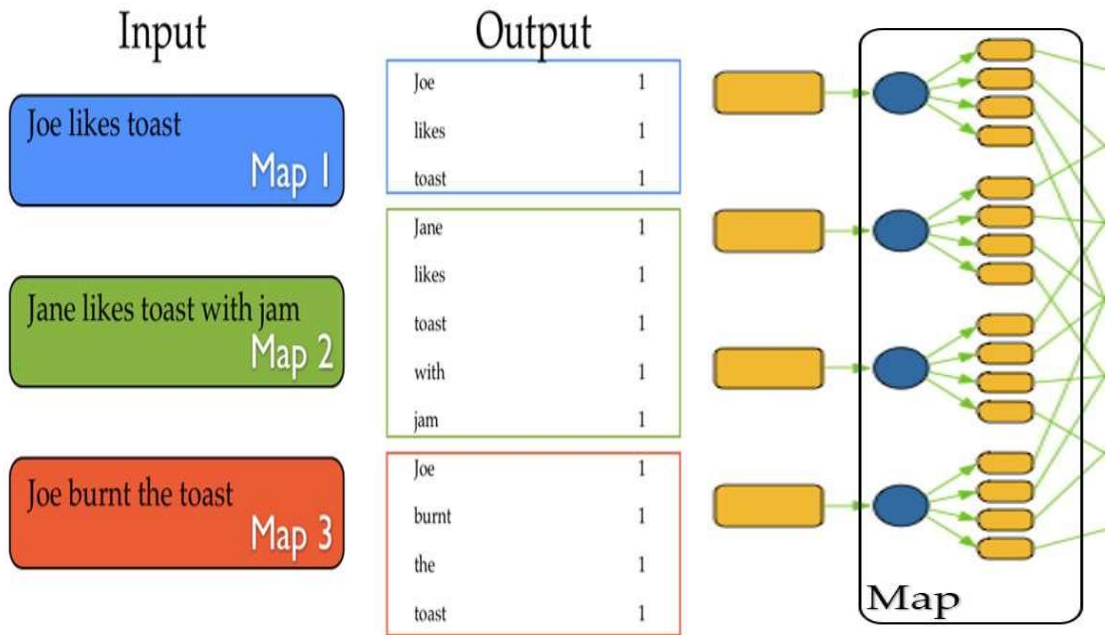 Input
Joe likes toast
Map 1
Jane likes toast with jam
Map 2
Joe burnt the toast
Map 3
Output
Joe 1
likes 1
toast 1
Jane 1
likes 1
toast 1
with 1
jam 1
Joe 1
burnt 1
the 1
toast 1
Map